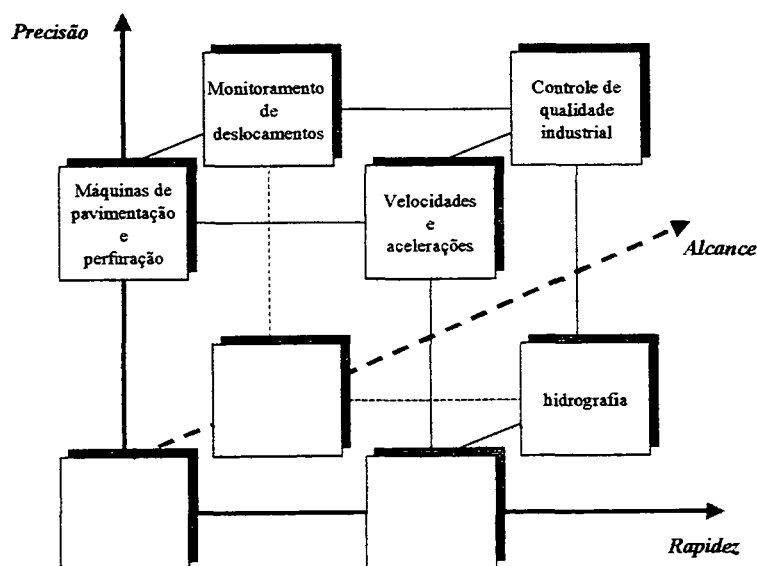 Precisão
Monitoramento
de
deslocamentos
Controle de
qualidade
industrial
Máquinas de
pavimentação
e
perfuração
Velocidades
e
acelerações
Alcance
hidrografia
Rapidez